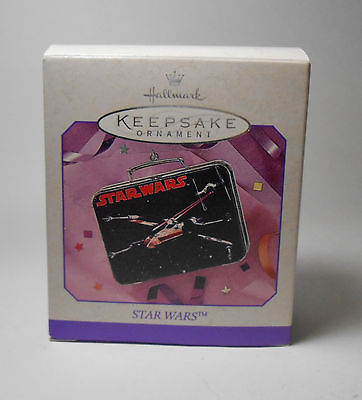 Hallmark
KEEPSAKE
ORNAMENT
STAR WARS
STAR WARS™